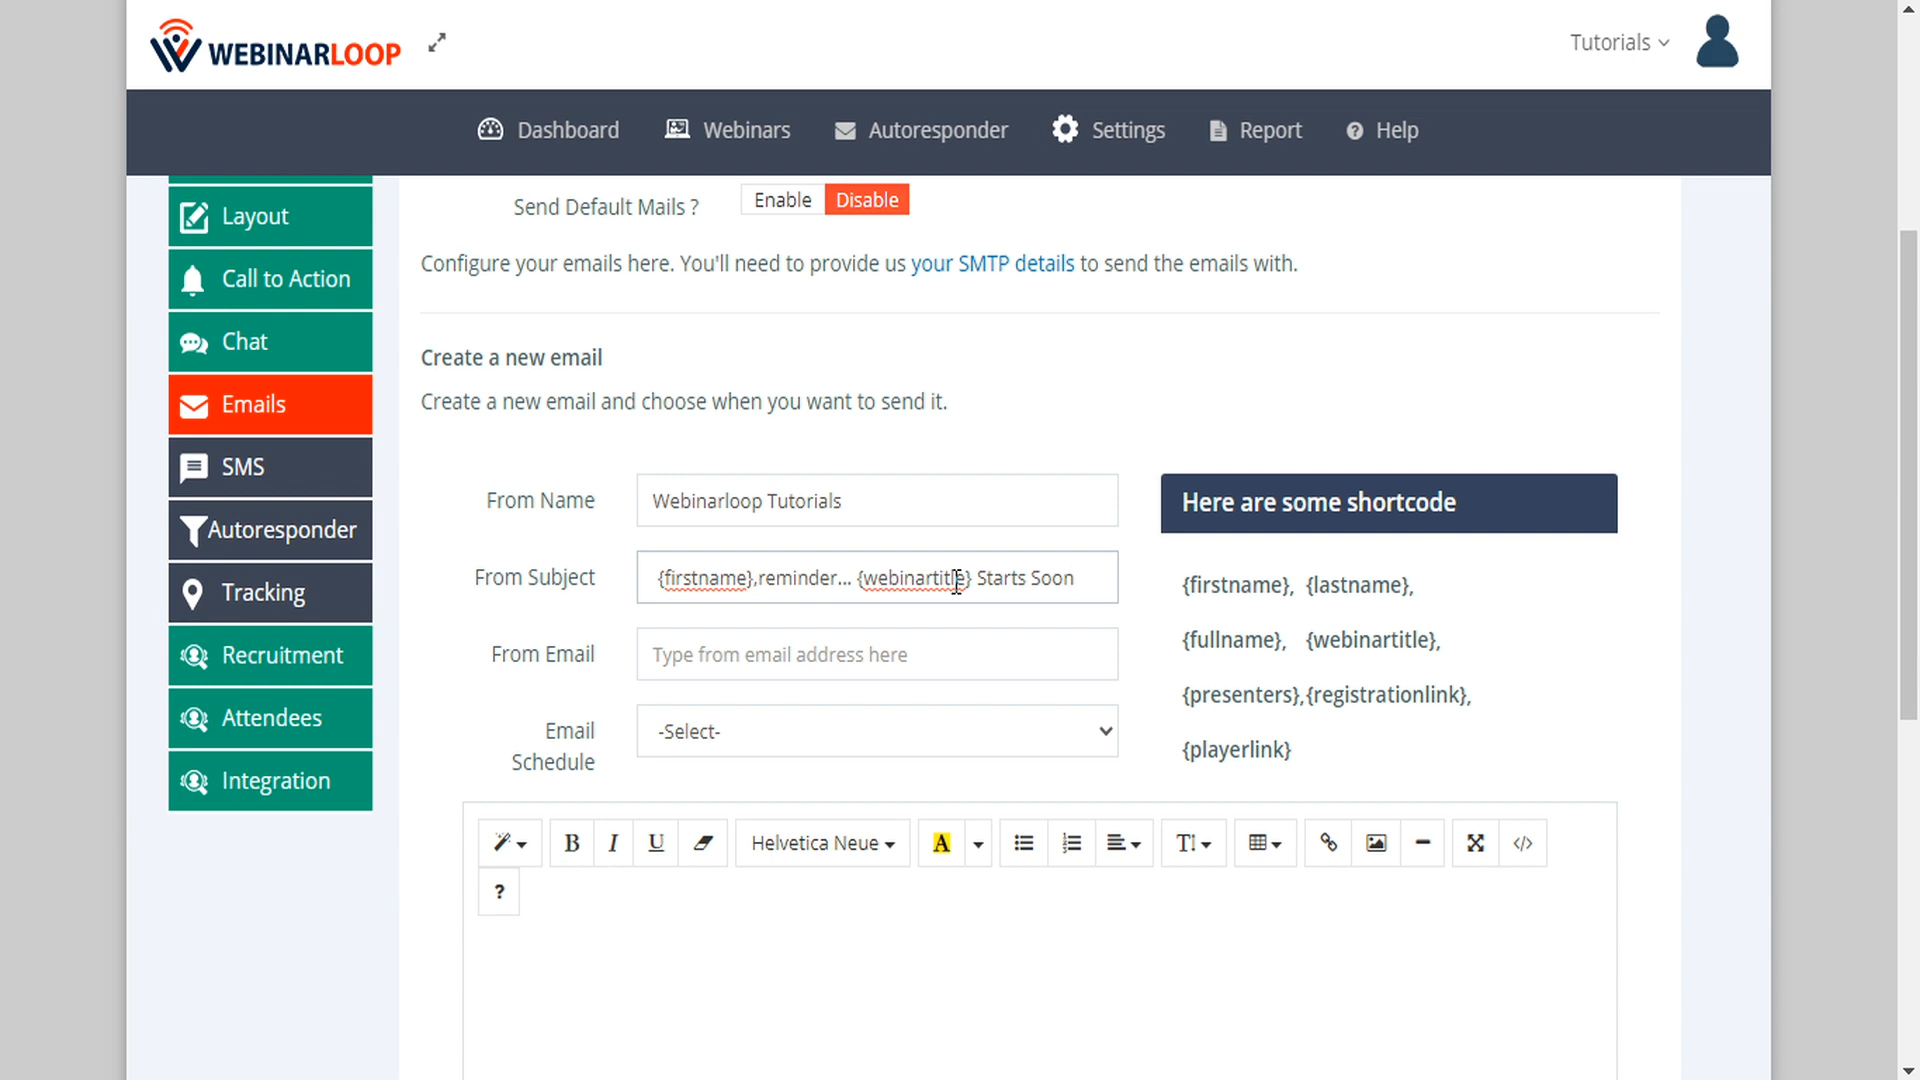 WEBINARLOOP
Tutorials
Dashboard Webinars Autoresponder Settings Report Help
Layout
Call to Action
Chat
Emails
SMS
Autoresponder
Tracking
Recruitment
Attendees
Integration
Send Default Mails ? Enable Disable
Configure your emails here. You'll need to provide us your SMTP details to send the emails with.
Create a new email
Create a new email and choose when you want to send it.
From Name Webinarloop Tutorials
From Subject {firstname},reminder... {webinartitle} Starts Soon
From Email Type from email address here
Email Schedule -Select-
Here are some shortcode
{firstname}, {lastname},
{fullname}, {webinartitle},
{presenters},{registrationlink},
{playerlink}
B I U Helvetica Neue A T! </>
?